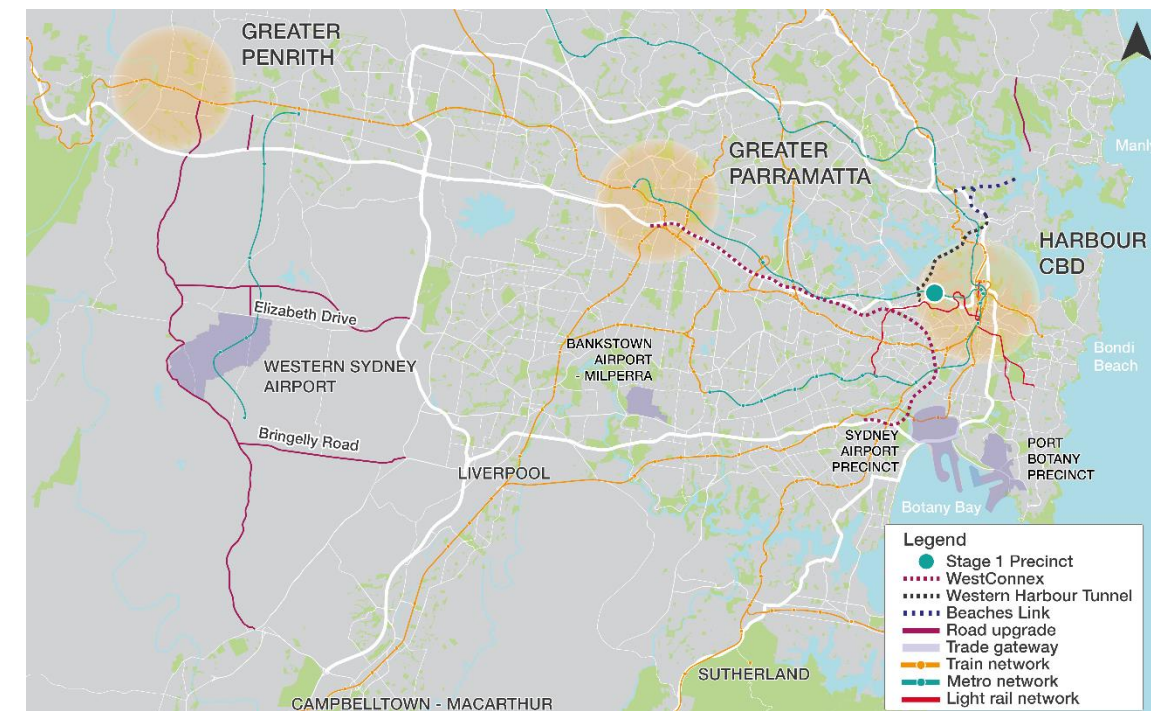 GREATER
PENRITH
GREATER
PARRAMATTA
HARBOUR
CBD
Elizabeth Drive
WESTERN SYDNEY
AIRPORT
BANKSTOWN
AIRPORT
- MILPERRA
Bondi
Beach
Bringelly Road
LIVERPOOL
SYDNEY
AIRPORT
PRECINCT
PORT
BOTANY
PRECINCT
Botany Bay
SUTHERLAND
CAMPBELLTOWN - MACARTHUR
Legend
Stage 1 Precinct
WestConnex
Western Harbour Tunnel
Beaches Link
Road upgrade
Trade gateway
Train network
Metro network
Light rail network